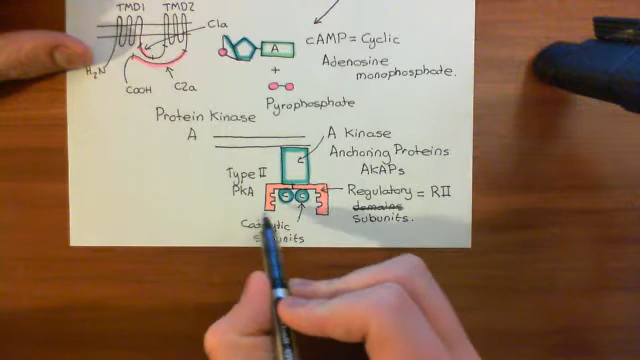 TMD1 TMD2
C1a
H₂N
COOH
C2a
A
+
cAMP = Cyclic
Adenosine
monophosphate.
Pyrophosphate
Protein Kinase
A
A Kinase
Anchoring Proteins
AKAPs
Type II
PKA
C C
Regulatory = RII
domains
subunits.
Catalytic
subunits